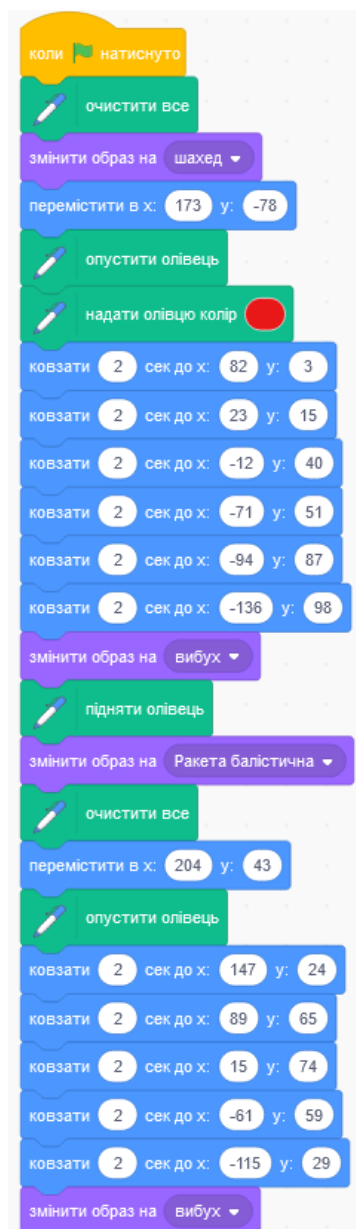 коли натиснуто
очистити все
змінити образ на шахед
перемістити в x: 173 y: -78
опустити олівець
надати олівцю колір
ковзати 2 сек до x: 82 y: 3
ковзати 2 сек до x: 23 y: 15
ковзати 2 сек до x: -12 y: 40
ковзати 2 сек до x: -71 y: 51
ковзати 2 сек до x: -94 y: 87
ковзати 2 сек до x: -136 y: 98
змінити образ на вибух
підняти олівець
змінити образ на Ракета балістична
очистити все
перемістити в x: 204 y: 43
опустити олівець
ковзати 2 сек до x: 147 y: 24
ковзати 2 сек до x: 89 y: 65
ковзати 2 сек до x: 15 y: 74
ковзати 2 сек до x: -61 y: 59
ковзати 2 сек до x: -115 y: 29
змінити образ на вибух